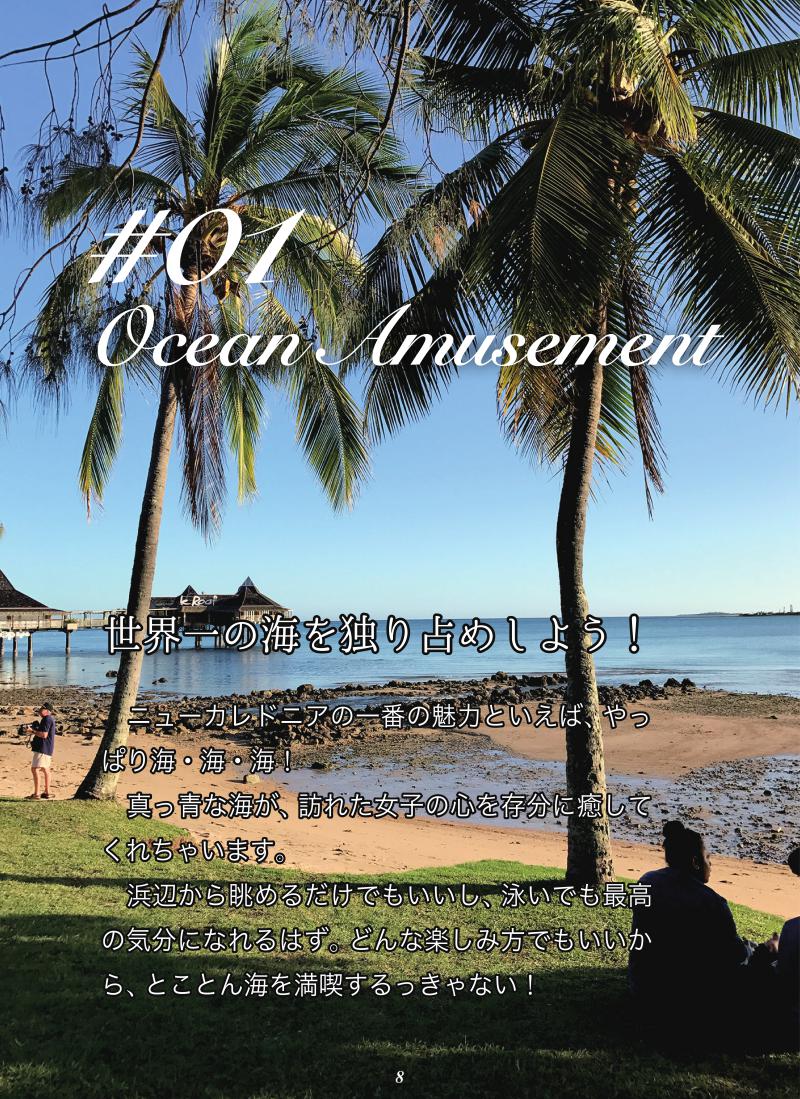 #01
Ocean Amusement
世界一の海を独り占めしよう！
ニューカレドニアの一番の魅力といえば、やっ
ぱり海・海・海！
真っ青な海が、訪れた女子の心を存分に癒して
くれちゃいます。
浜辺から眺めるだけでもいいし、泳いでも最高
の気分になれるはず。どんな楽しみ方でもいいか
ら、とことん海を満喫するっきゃない！
8